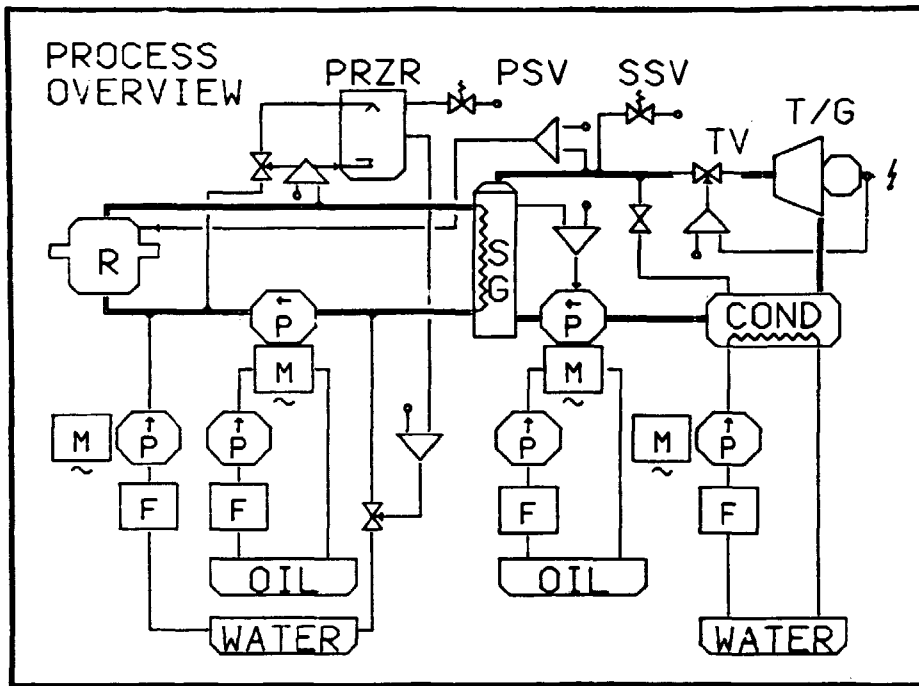 PROCESS
OVERVIEW
PRZR
PSV
SSV
T/G
TV
R
S
G
P
P
COND
M
M
M
P
P
P
M
P
F
F
F
F
OIL
OIL
WATER
WATER